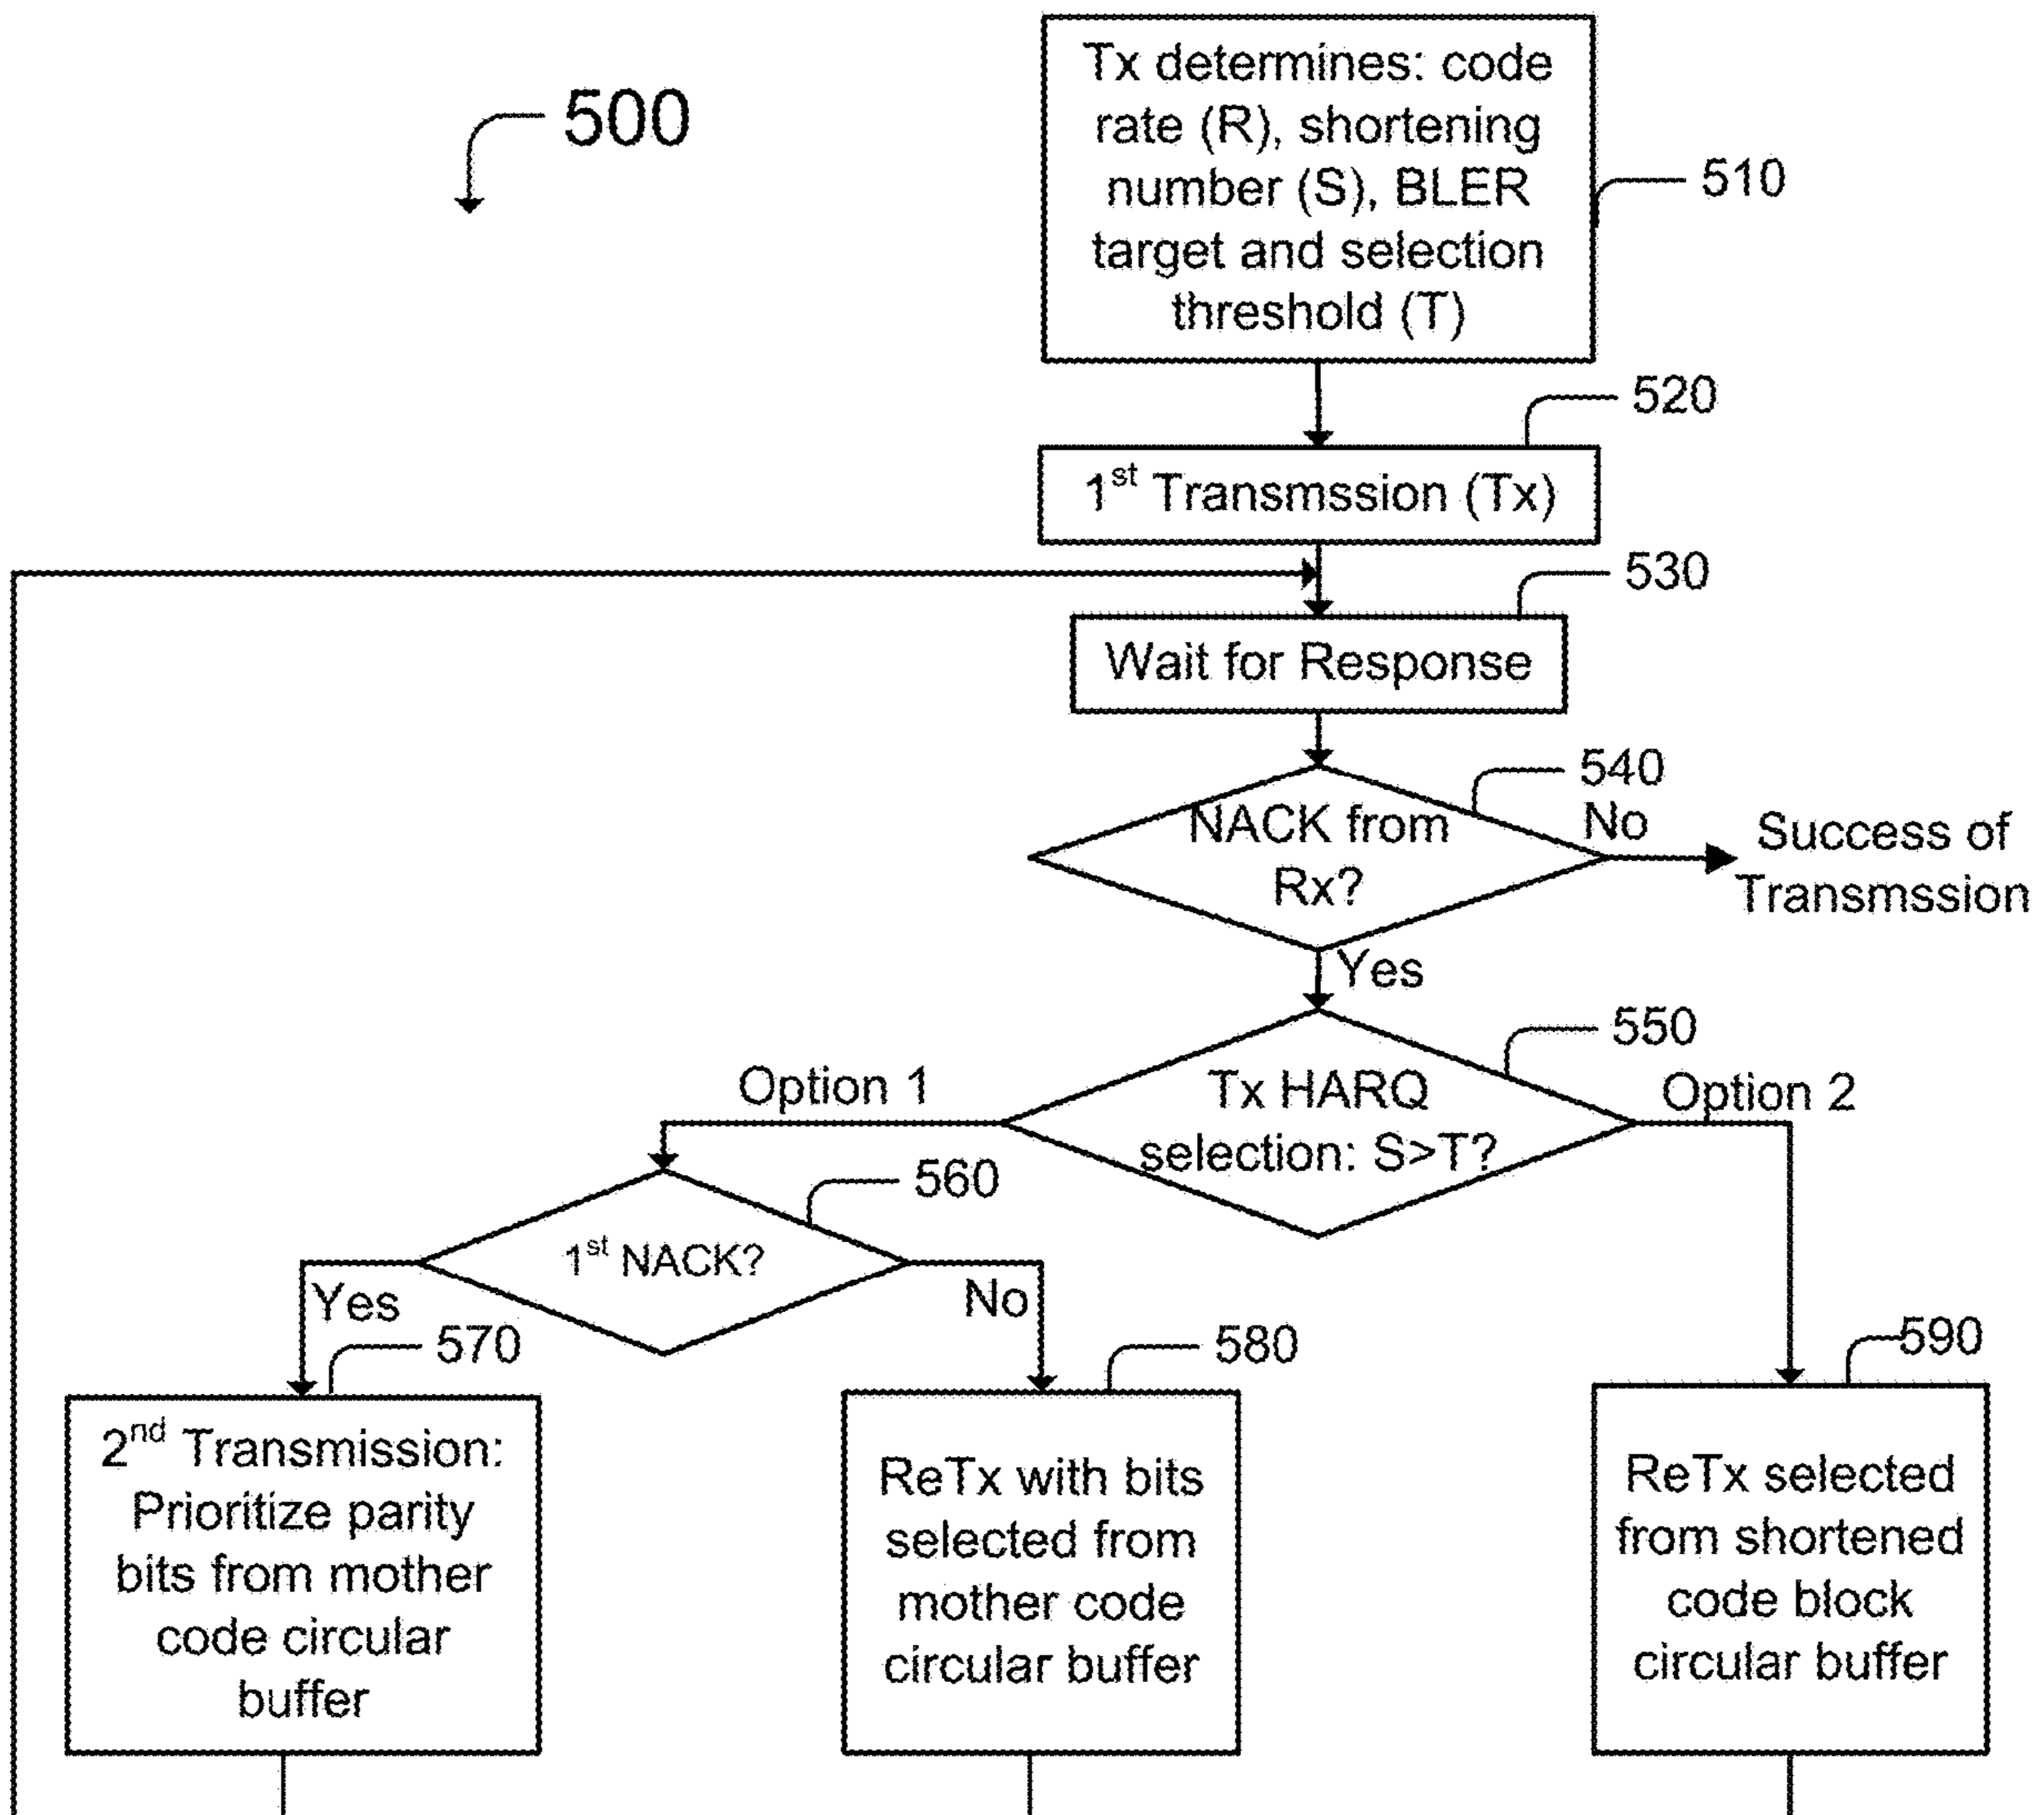 500
Tx determines: code
rate (R), shortening
number (S), BLER
target and selection
threshold (T)
510
520
1st Transmssion (Tx)
530
Wait for Response
540
NACK from
Rx?
No
Success of
Transmssion
Yes
550
Tx HARQ
selection: S>T?
Option 1
Option 2
560
1st NACK?
Yes
No
570
2nd Transmission:
Prioritize parity
bits from mother
code circular
buffer
580
ReTx with bits
selected from
mother code
circular buffer
590
ReTx selected
from shortened
code block
circular buffer